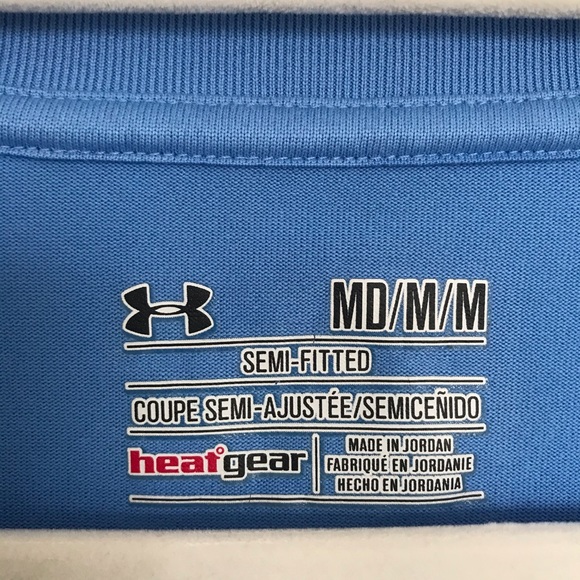 MD/M/M
SEMI-FITTED
COUPE SEMI-AJUSTÉE/SEMICEÑIDO
heatgear
MADE IN JORDAN
FABRIQUÉ EN JORDANIE
HECHO EN JORDANIA